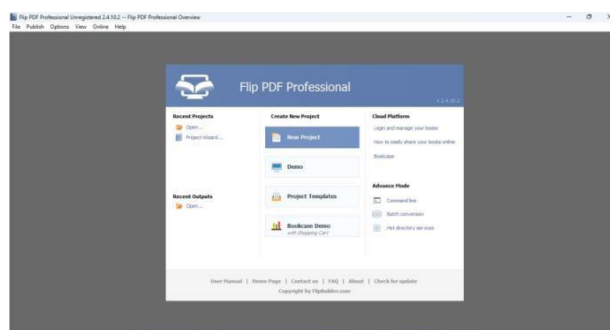 Flip PDF Professional Unregistered 2.4.10.2 -- Flip PDF Professional Overview
File Publish Options View Online Help
Flip PDF Professional
V 2.4.10.2
Recent Projects
Open...
Project Wizard...
Recent Outputs
Open...
Create New Project
New Project
Demo
Project Templates
Bookcase Demo
with Shopping Cart
Cloud Platform
Login and manage your books
How to easily share your books online
Bookcase
Advance Mode
Command line
Batch conversion
Hot directory services
User Manual | Home Page | Contact us | FAQ | About | Check for update
Copyright by FlipBuilder.com